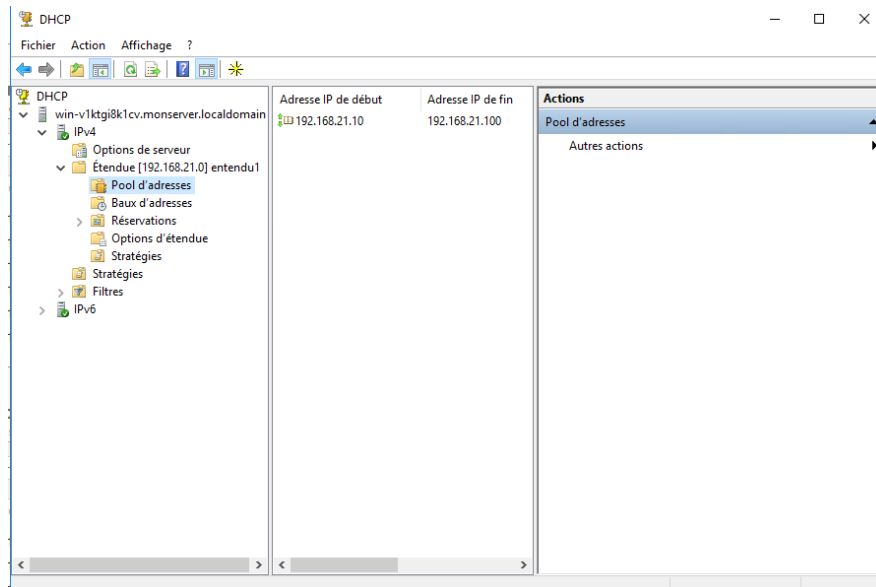 DHCP
Fichier Action Affichage ?
DHCP
win-v1ktgi8k1cv.monserver.localdomain
IPv4
Options de serveur
Étendue [192.168.21.0] entendu1
Pool d'adresses
Baux d'adresses
Réservations
Options d'étendue
Stratégies
Stratégies
Filtres
IPv6
Adresse IP de début Adresse IP de fin
192.168.21.10 192.168.21.100
Actions
Pool d'adresses
Autres actions